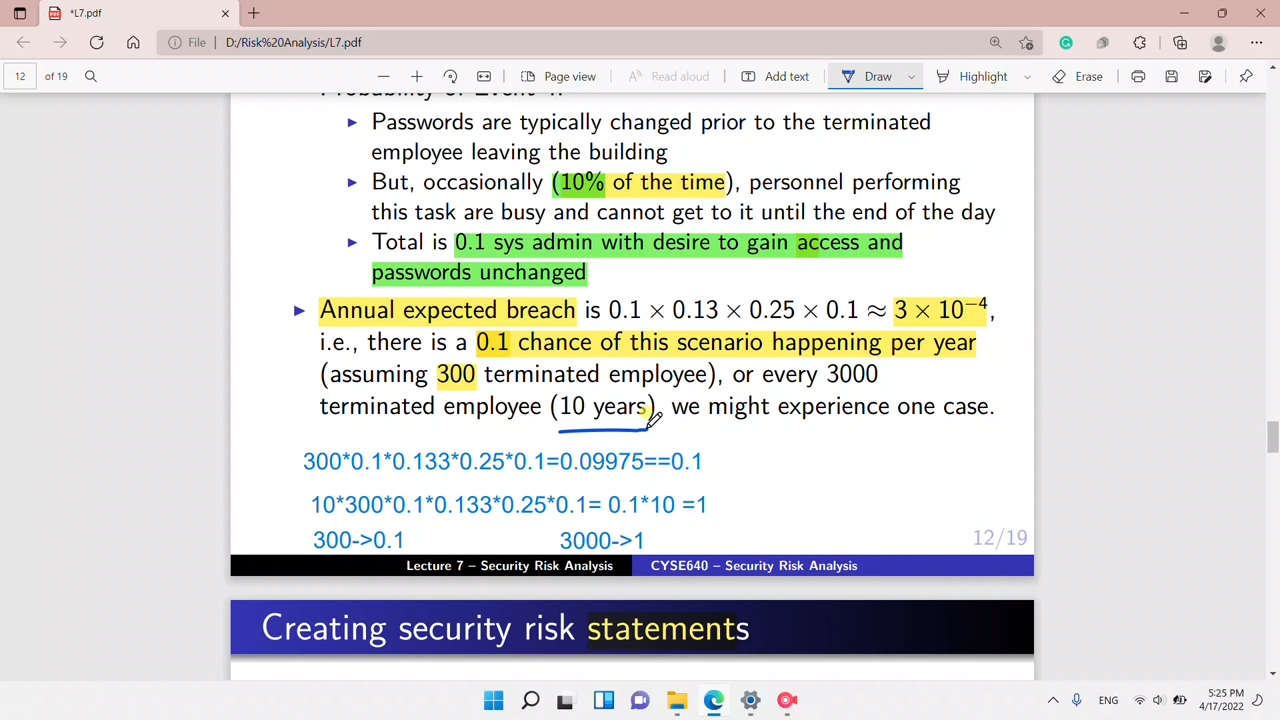 *L7.pdf
File D:/Risk%20Analysis/L7.pdf
12 of 19 Page view Read aloud Add text Draw Highlight Erase
Probability of Event 4:
▶ Passwords are typically changed prior to the terminated
employee leaving the building
▶ But, occasionally (10% of the time), personnel performing
this task are busy and cannot get to it until the end of the day
▶ Total is 0.1 sys admin with desire to gain access and
passwords unchanged
▶ Annual expected breach is 0.1 × 0.13 × 0.25 × 0.1 ≈ 3 × 10⁻⁴,
i.e., there is a 0.1 chance of this scenario happening per year
(assuming 300 terminated employee), or every 3000
terminated employee (10 years), we might experience one case.
300*0.1*0.133*0.25*0.1=0.09975==0.1
10*300*0.1*0.133*0.25*0.1= 0.1*10 =1
300->0.1 3000->1
12/19
Lecture 7 – Security Risk Analysis CYSE640 – Security Risk Analysis
Creating security risk statements
ENG 5:25 PM
4/17/2022